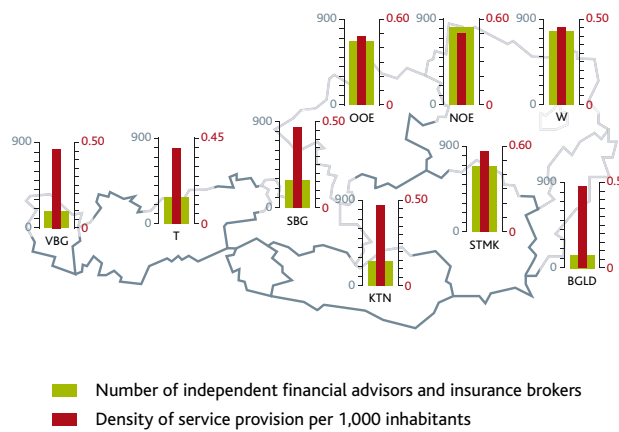 900 0.60
0 0
OOE
900 0.60
0 0
NOE
900 0.50
0 0
W
900 0.50
0 0
VBG
900 0.45
0 0
T
900 0.50
0 0
SBG
900 0.50
0 0
KTN
900 0.60
0 0
STMK
900
0 0
BGLD
Number of independent financial advisors and insurance brokers
Density of service provision per 1,000 inhabitants